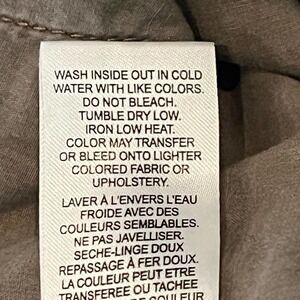 WASH INSIDE OUT IN COLD
WATER WITH LIKE COLORS.
DO NOT BLEACH.
TUMBLE DRY LOW.
IRON LOW HEAT.
COLOR MAY TRANSFER
OR BLEED ONTO LIGHTER
COLORED FABRIC OR
UPHOLSTERY.
LAVER À L'ENVERS L'EAU
FROIDE AVEC DES
COULEURS SEMBLABLES.
NE PAS JAVELLISER.
SECHE-LINGE DOUX
REPASSAGE À FER DOUX.
LA COULEUR PEUT ETRE
TRANSFEREE OU TACHEE
DE COULEUR